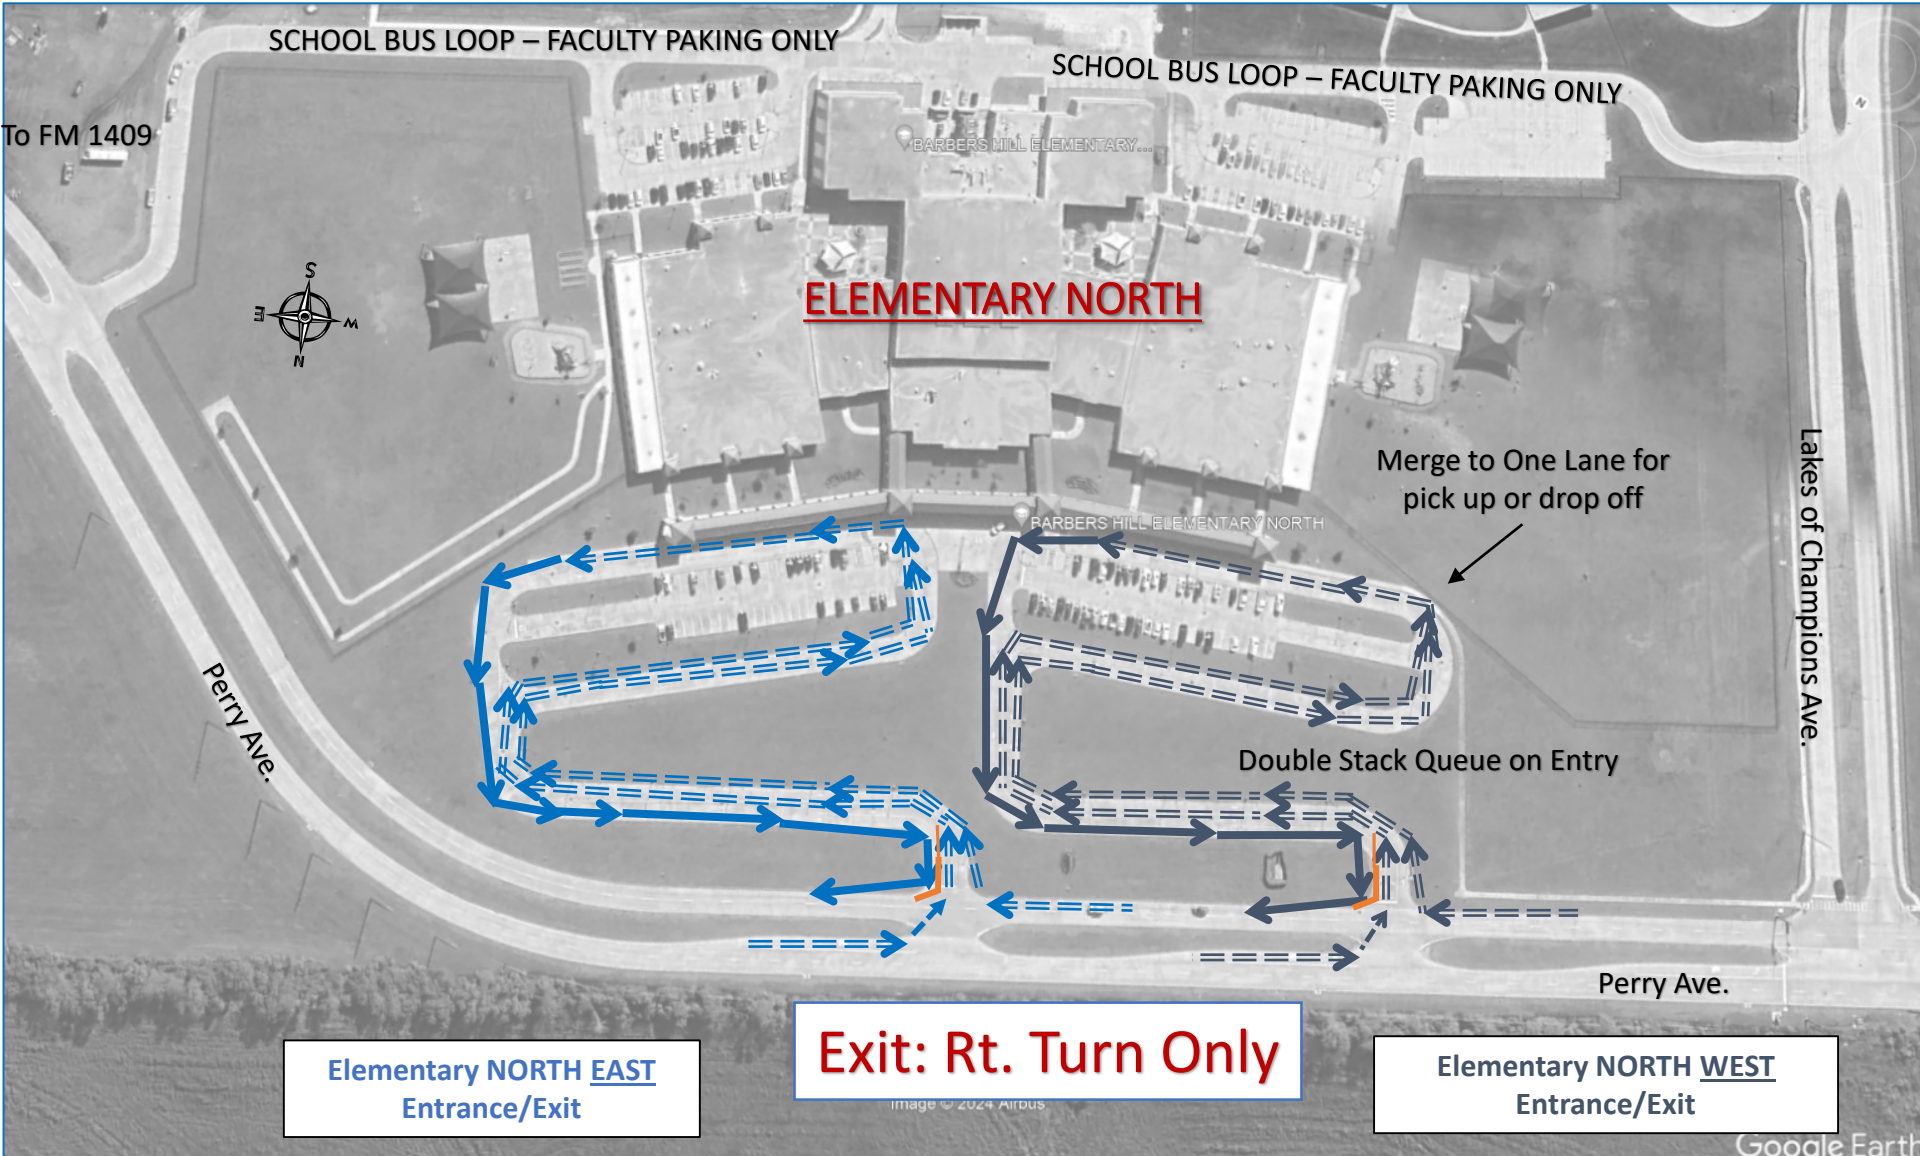 SCHOOL BUS LOOP – FACULTY PAKING ONLY
SCHOOL BUS LOOP – FACULTY PAKING ONLY
To FM 1409
N
BARBERS HILL ELEMENTARY...
S
E
W
N
ELEMENTARY NORTH
Merge to One Lane for
pick up or drop off
Lakes of Champions Ave.
BARBERS HILL ELEMENTARY NORTH
Perry Ave.
Double Stack Queue on Entry
Perry Ave.
Exit: Rt. Turn Only
Elementary NORTH EAST
Entrance/Exit
Elementary NORTH WEST
Entrance/Exit
Image © 2024 Airbus
Google Earth